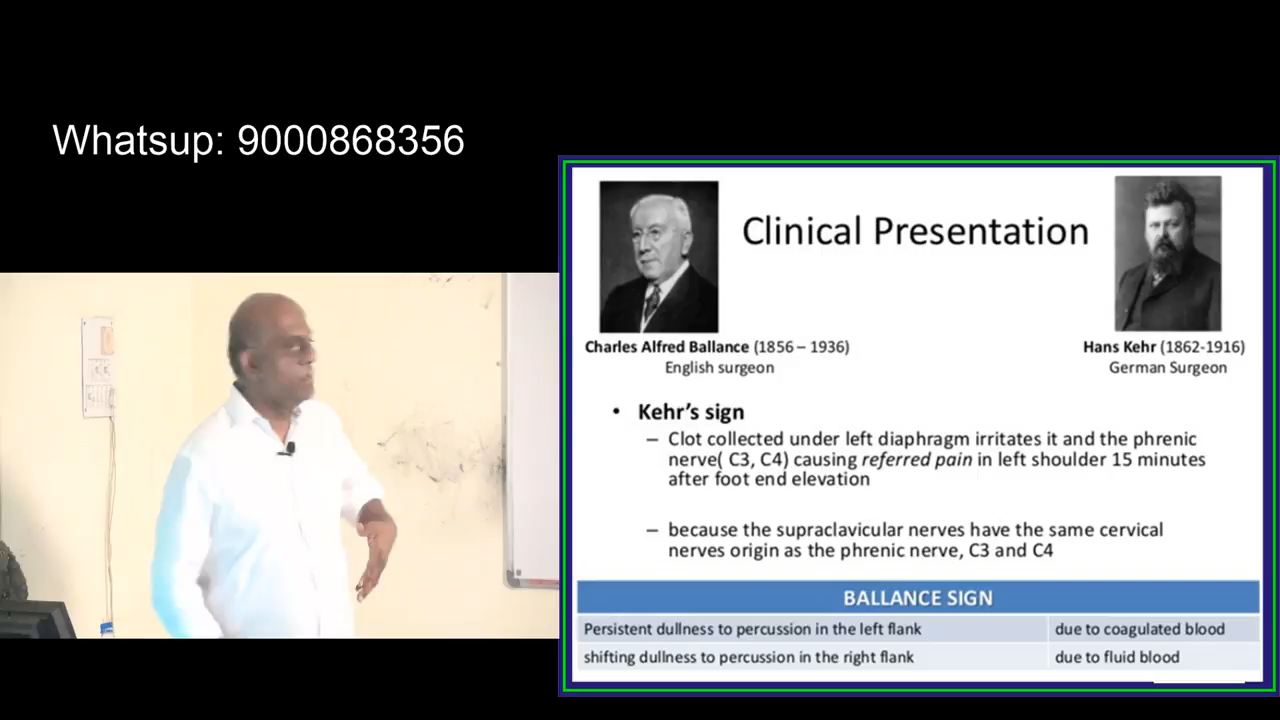 Whatsup: 9000868356
Clinical Presentation
Charles Alfred Ballance (1856 – 1936)
English surgeon
Hans Kehr (1862-1916)
German Surgeon
• Kehr's sign
– Clot collected under left diaphragm irritates it and the phrenic
nerve( C3, C4) causing referred pain in left shoulder 15 minutes
after foot end elevation
– because the supraclavicular nerves have the same cervical
nerves origin as the phrenic nerve, C3 and C4
BALLANCE SIGN
Persistent dullness to percussion in the left flank due to coagulated blood
shifting dullness to percussion in the right flank due to fluid blood